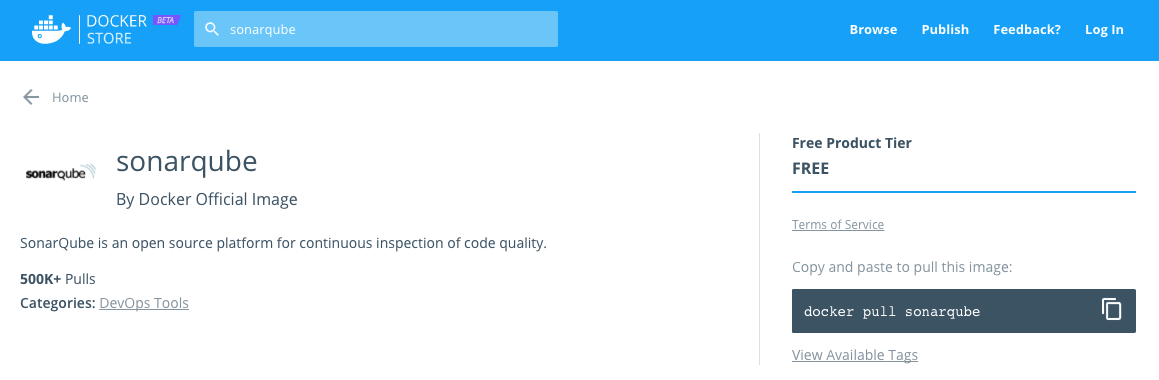 DOCKER STORE BETA
sonarqube
Browse Publish Feedback? Log In
Home
sonarqube
sonarqube
By Docker Official Image
SonarQube is an open source platform for continuous inspection of code quality.
500K+ Pulls
Categories: DevOps Tools
Free Product Tier
FREE
Terms of Service
Copy and paste to pull this image:
docker pull sonarqube
View Available Tags